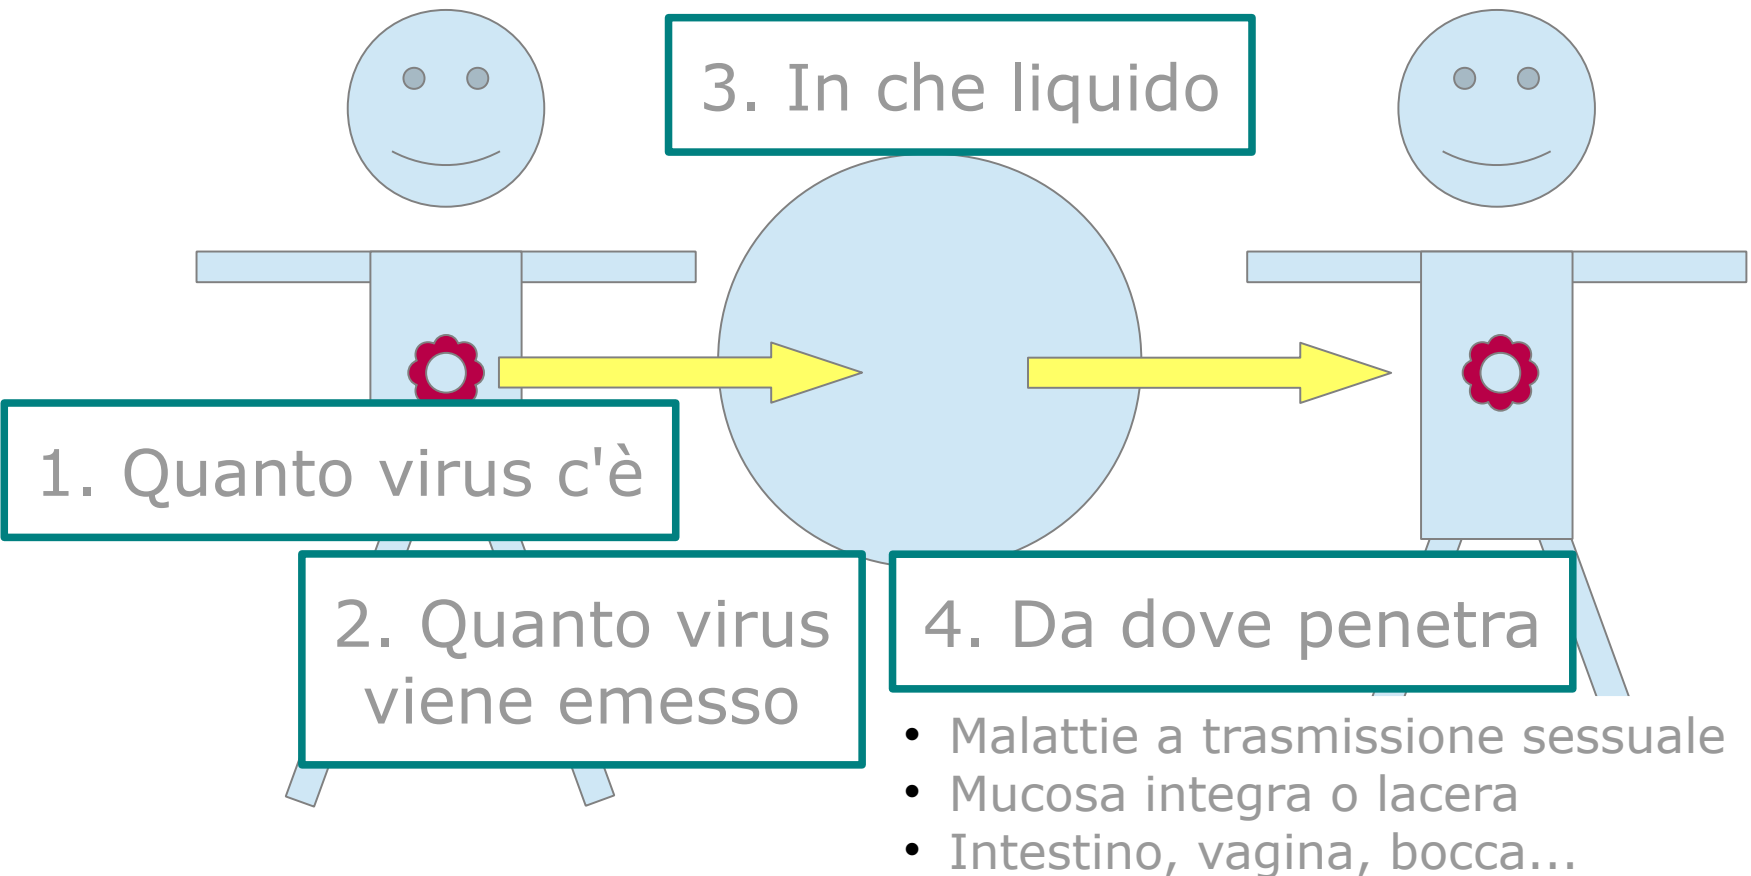 3. In che liquido
1. Quanto virus c'è
2. Quanto virus
viene emesso
4. Da dove penetra
• Malattie a trasmissione sessuale
• Mucosa integra o lacera
• Intestino, vagina, bocca...